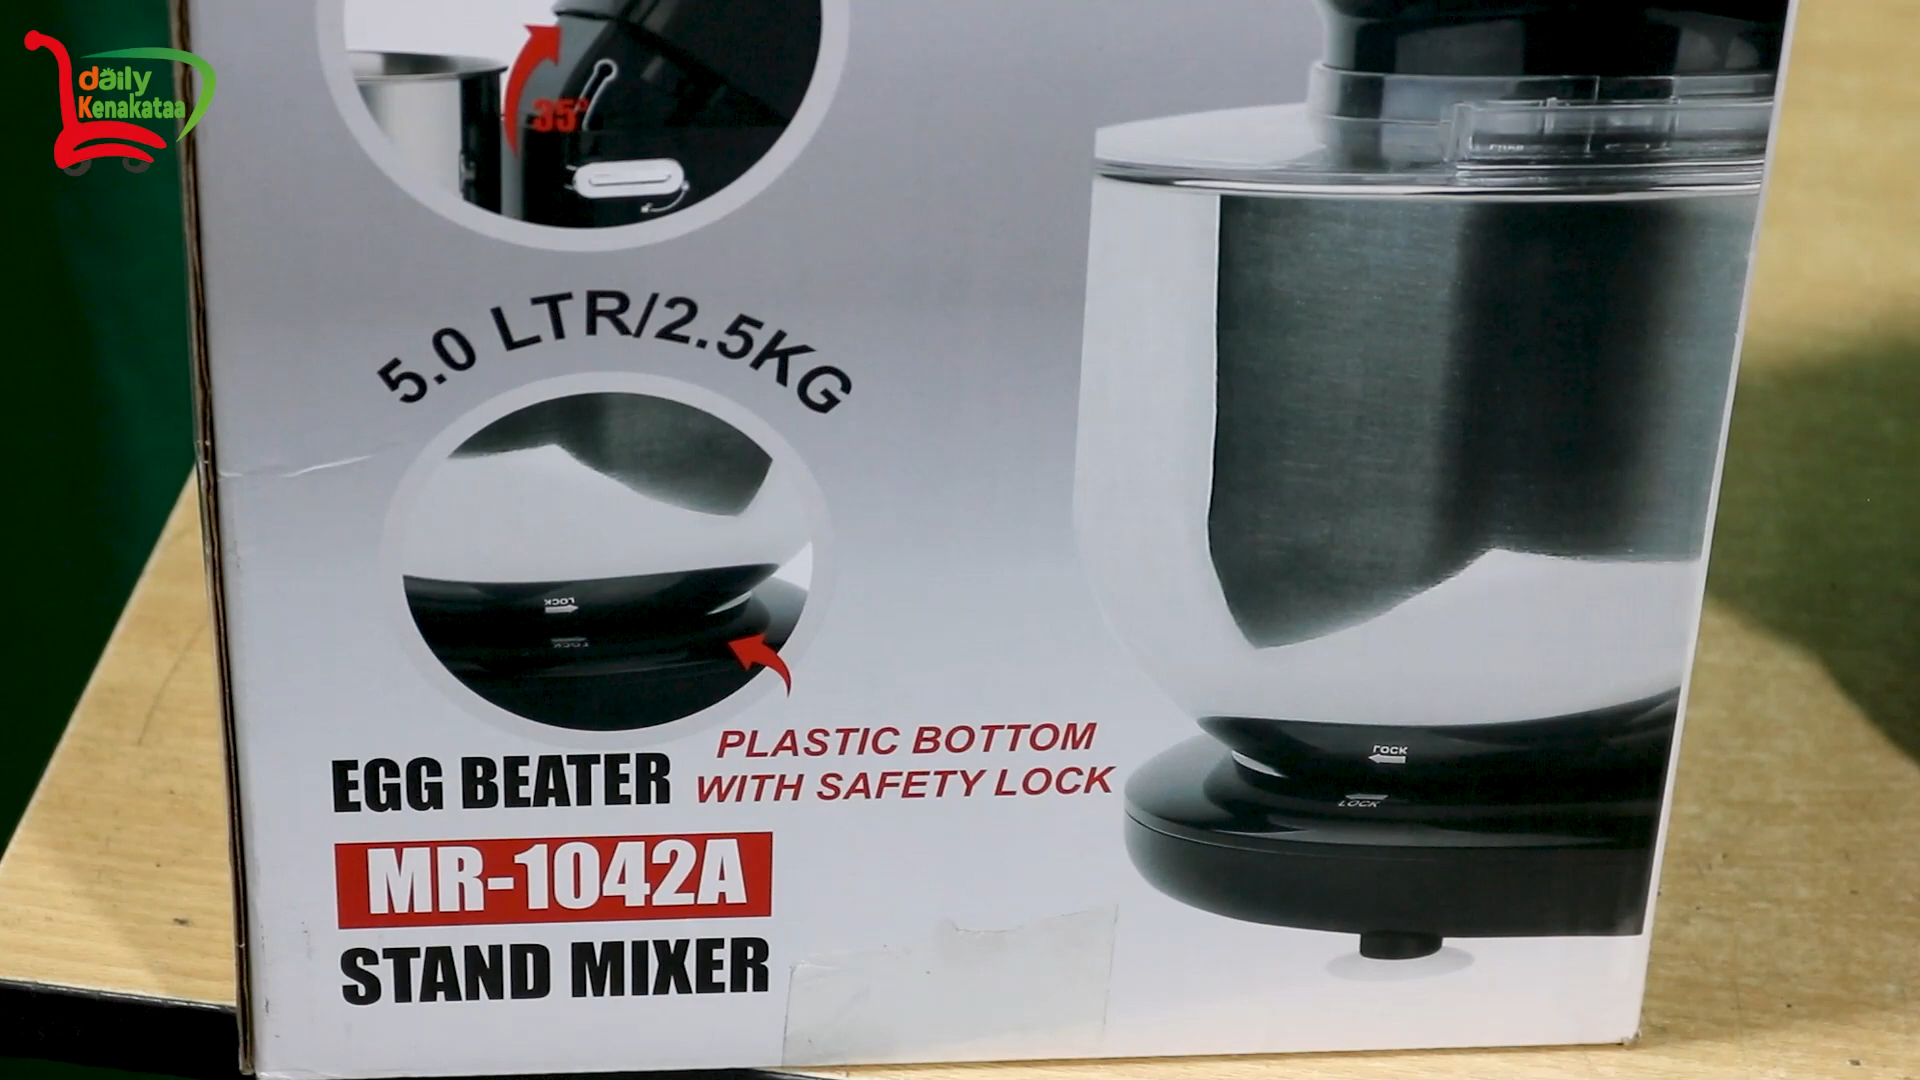 daily
Kenakataa
35°
5.0 LTR/2.5KG
LOCK
LOCK
PLASTIC BOTTOM
WITH SAFETY LOCK
EGG BEATER
MR-1042A
STAND MIXER
LOCK
LOCK